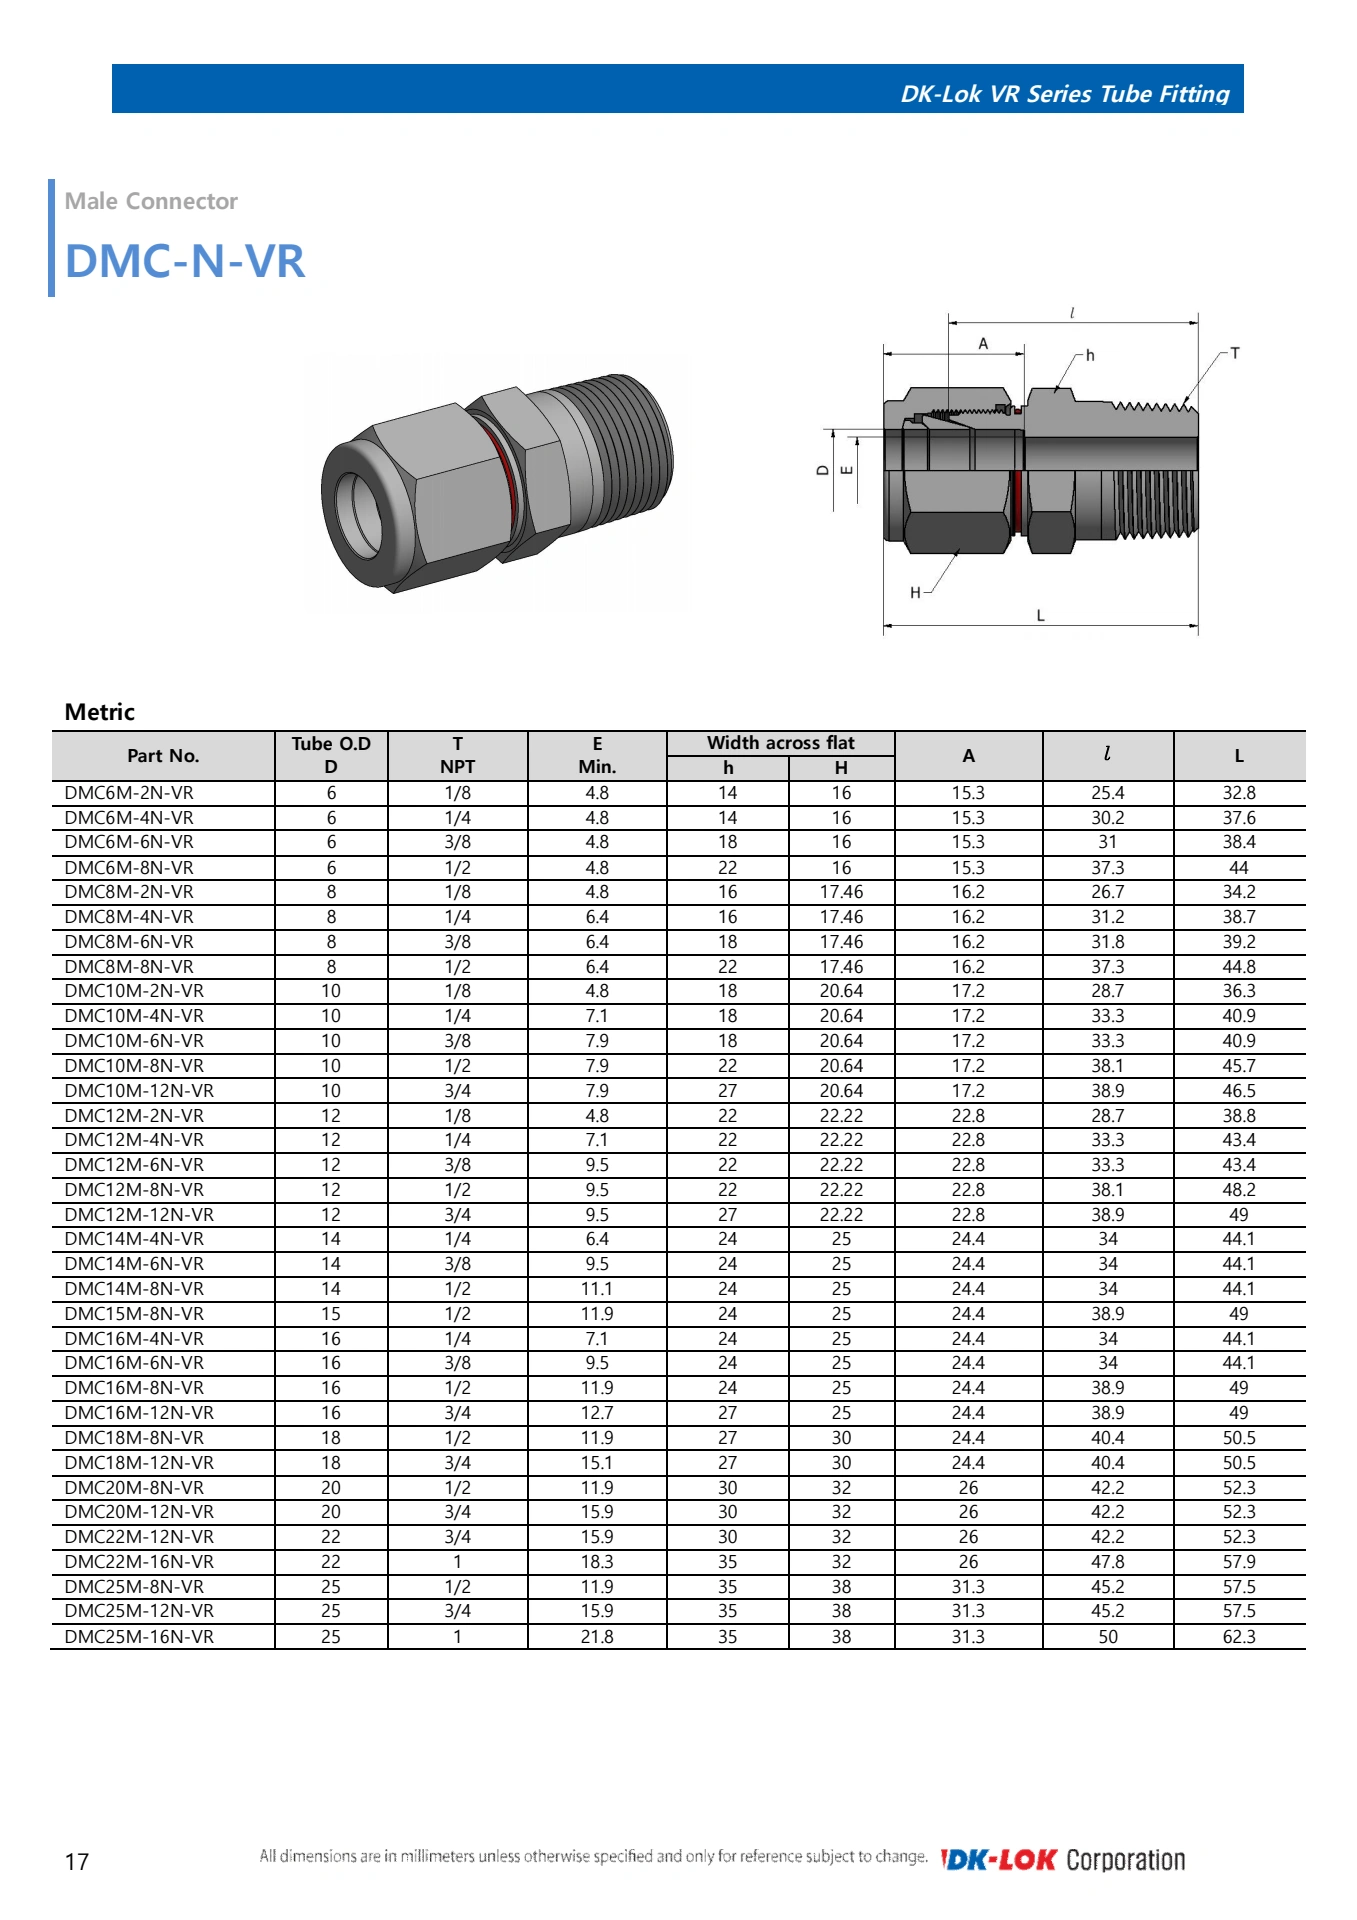 DK-Lok VR Series Tube Fitting
Male Connector
DMC-N-VR
l
A
h
T
D
E
H
L
Metric
Part No. Tube O.D D T NPT E Min. Width across flat h H A l L
DMC6M-2N-VR 6 1/8 4.8 14 16 15.3 25.4 32.8
DMC6M-4N-VR 6 1/4 4.8 14 16 15.3 30.2 37.6
DMC6M-6N-VR 6 3/8 4.8 18 16 15.3 31 38.4
DMC6M-8N-VR 6 1/2 4.8 22 16 15.3 37.3 44
DMC8M-2N-VR 8 1/8 4.8 16 17.46 16.2 26.7 34.2
DMC8M-4N-VR 8 1/4 6.4 16 17.46 16.2 31.2 38.7
DMC8M-6N-VR 8 3/8 6.4 18 17.46 16.2 31.8 39.2
DMC8M-8N-VR 8 1/2 6.4 22 17.46 16.2 37.3 44.8
DMC10M-2N-VR 10 1/8 4.8 18 20.64 17.2 28.7 36.3
DMC10M-4N-VR 10 1/4 7.1 18 20.64 17.2 33.3 40.9
DMC10M-6N-VR 10 3/8 7.9 18 20.64 17.2 33.3 40.9
DMC10M-8N-VR 10 1/2 7.9 22 20.64 17.2 38.1 45.7
DMC10M-12N-VR 10 3/4 7.9 27 20.64 17.2 38.9 46.5
DMC12M-2N-VR 12 1/8 4.8 22 22.22 22.8 28.7 38.8
DMC12M-4N-VR 12 1/4 7.1 22 22.22 22.8 33.3 43.4
DMC12M-6N-VR 12 3/8 9.5 22 22.22 22.8 33.3 43.4
DMC12M-8N-VR 12 1/2 9.5 22 22.22 22.8 38.1 48.2
DMC12M-12N-VR 12 3/4 9.5 27 22.22 22.8 38.9 49
DMC14M-4N-VR 14 1/4 6.4 24 25 24.4 34 44.1
DMC14M-6N-VR 14 3/8 9.5 24 25 24.4 34 44.1
DMC14M-8N-VR 14 1/2 11.1 24 25 24.4 34 44.1
DMC15M-8N-VR 15 1/2 11.9 24 25 24.4 38.9 49
DMC16M-4N-VR 16 1/4 7.1 24 25 24.4 34 44.1
DMC16M-6N-VR 16 3/8 9.5 24 25 24.4 34 44.1
DMC16M-8N-VR 16 1/2 11.9 24 25 24.4 38.9 49
DMC16M-12N-VR 16 3/4 12.7 27 25 24.4 38.9 49
DMC18M-8N-VR 18 1/2 11.9 27 30 24.4 40.4 50.5
DMC18M-12N-VR 18 3/4 15.1 27 30 24.4 40.4 50.5
DMC20M-8N-VR 20 1/2 11.9 30 32 26 42.2 52.3
DMC20M-12N-VR 20 3/4 15.9 30 32 26 42.2 52.3
DMC22M-12N-VR 22 3/4 15.9 30 32 26 42.2 52.3
DMC22M-16N-VR 22 1 18.3 35 32 26 47.8 57.9
DMC25M-8N-VR 25 1/2 11.9 35 38 31.3 45.2 57.5
DMC25M-12N-VR 25 3/4 15.9 35 38 31.3 45.2 57.5
DMC25M-16N-VR 25 1 21.8 35 38 31.3 50 62.3
17 All dimensions are in millimeters unless otherwise specified and only for reference subject to change. DK-LOK Corporation